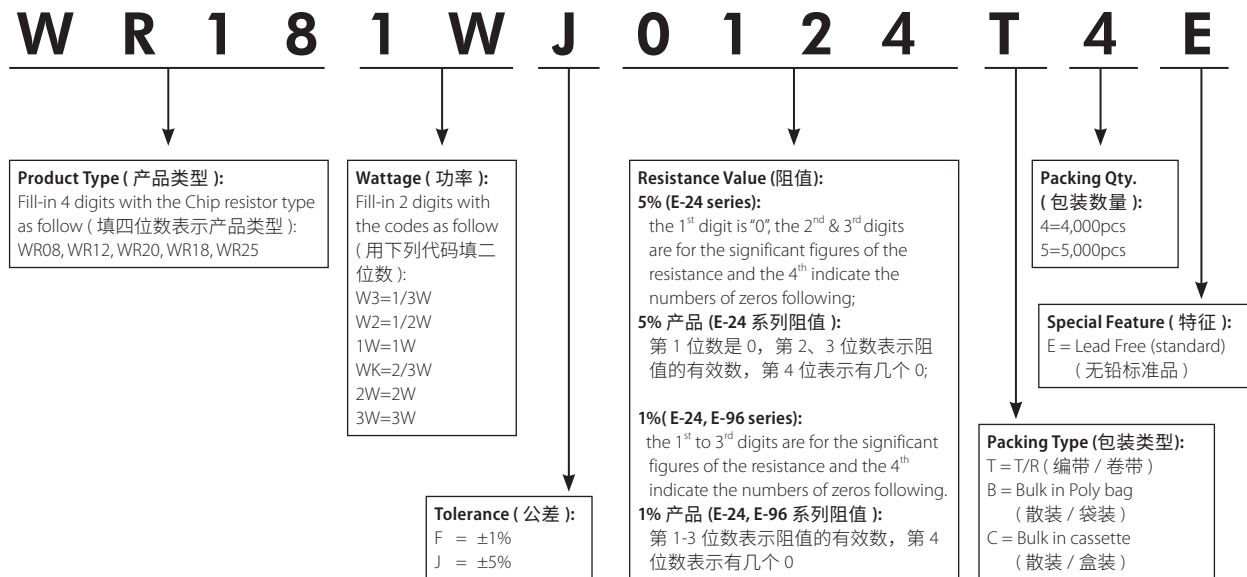 WR181WJ0124T4E
Product Type ( 产品类型 ):
Fill-in 4 digits with the Chip resistor type
as follow ( 填四位数表示产品类型 ):
WR08, WR12, WR20, WR18, WR25
Wattage ( 功率 ):
Fill-in 2 digits with
the codes as follow
( 用下列代码填二
位数 ):
W3=1/3W
W2=1/2W
1W=1W
WK=2/3W
2W=2W
3W=3W
Tolerance ( 公差 ):
F = ±1%
J = ±5%
Resistance Value (阻值):
5% (E-24 series):
the 1st digit is “0”, the 2nd & 3rd digits
are for the significant figures of the
resistance and the 4th indicate the
numbers of zeros following;
5% 产品 (E-24 系列阻值 ):
第 1 位数是 0，第 2、3 位数表示阻
值的有效数，第 4 位表示有几个 0;
1%( E-24, E-96 series):
the 1st to 3rd digits are for the significant
figures of the resistance and the 4th
indicate the numbers of zeros following.
1% 产品 (E-24, E-96 系列阻值 ):
第 1-3 位数表示阻值的有效数，第 4
位数表示有几个 0
Packing Qty.
( 包装数量 ):
4=4,000pcs
5=5,000pcs
Special Feature ( 特征 ):
E = Lead Free (standard)
( 无铅标准品 )
Packing Type (包装类型):
T = T/R ( 编带 / 卷带 )
B = Bulk in Poly bag
( 散装 / 袋装 )
C = Bulk in cassette
( 散装 / 盒装 )